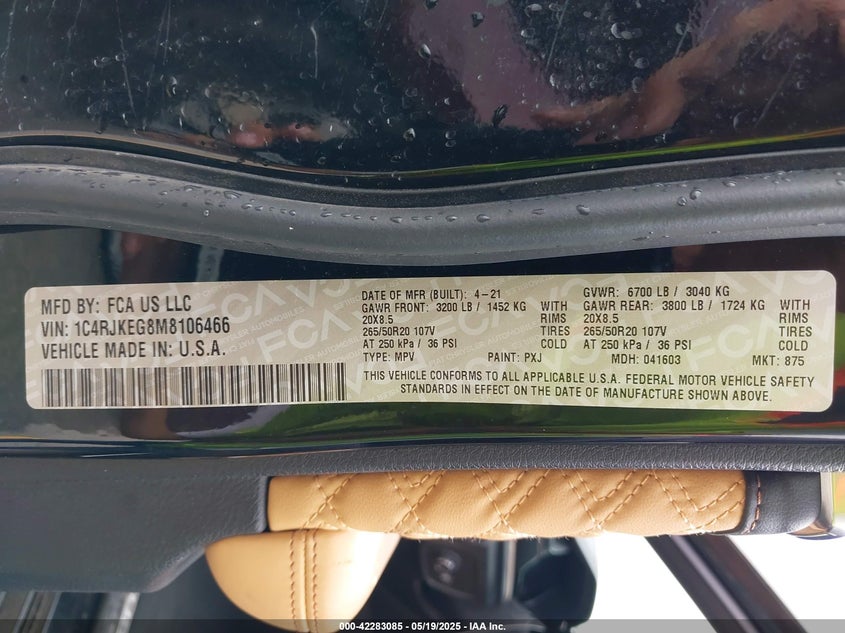 MFD BY: FCA US LLC
VIN: 1C4RJKEG8M8106466
VEHICLE MADE IN: U.S.A.
DATE OF MFR (BUILT): 4-21
GVWR: 6700 LB / 3040 KG
GAWR FRONT: 3200 LB / 1452 KG
WITH
GAWR REAR: 3800 LB / 1724 KG
WITH
20X8.5
RIMS
20X8.5
RIMS
265/50R20 107V
TIRES
265/50R20 107V
TIRES
AT 250 kPa / 36 PSI
COLD
AT 250 kPa / 36 PSI
COLD
TYPE: MPV
PAINT: PXJ
MDH: 041603
MKT: 875
THIS VEHICLE CONFORMS TO ALL APPLICABLE U.S.A. FEDERAL MOTOR VEHICLE SAFETY
STANDARDS IN EFFECT ON THE DATE OF MANUFACTURE SHOWN ABOVE.
000-42283085 - 05/19/2025 - IAA Inc.